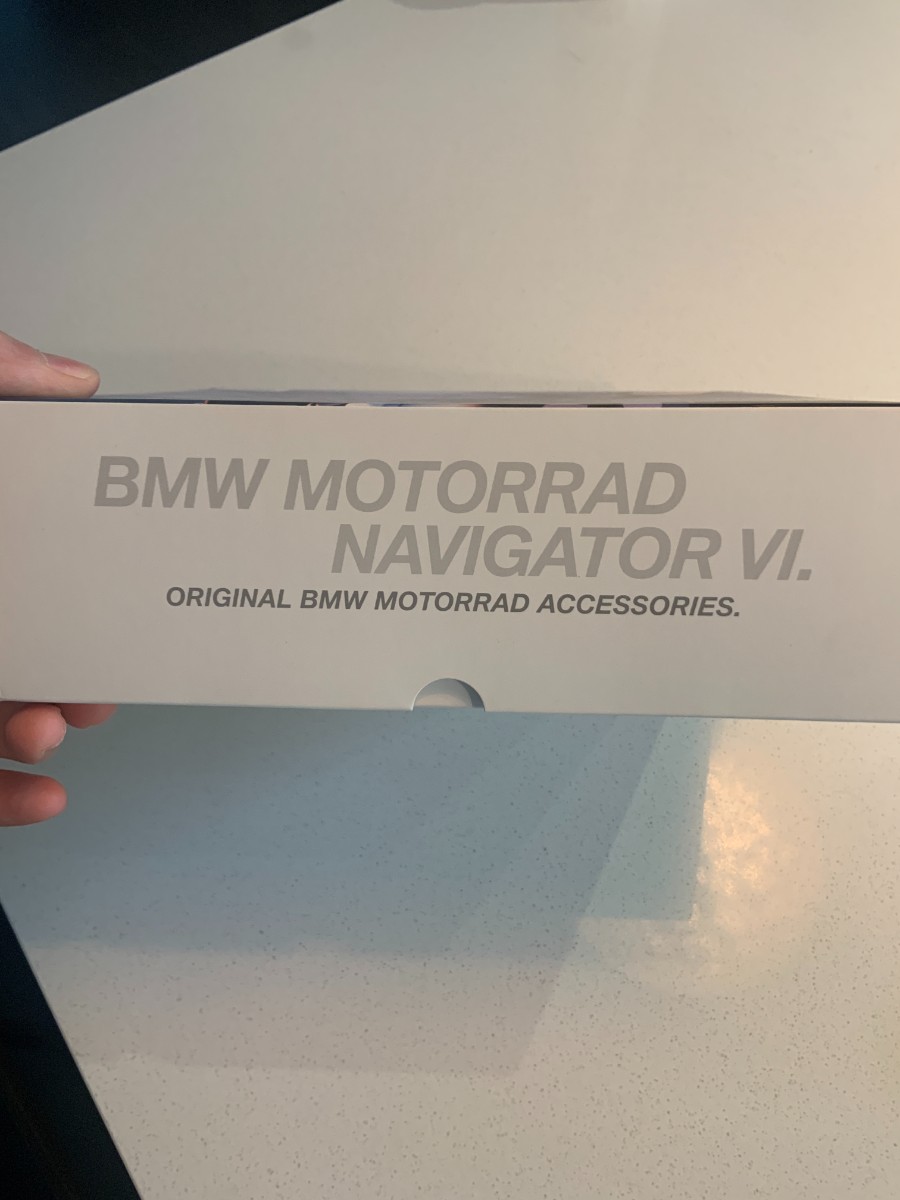 BMW MOTORRAD
NAVIGATOR VI.
ORIGINAL BMW MOTORRAD ACCESSORIES.